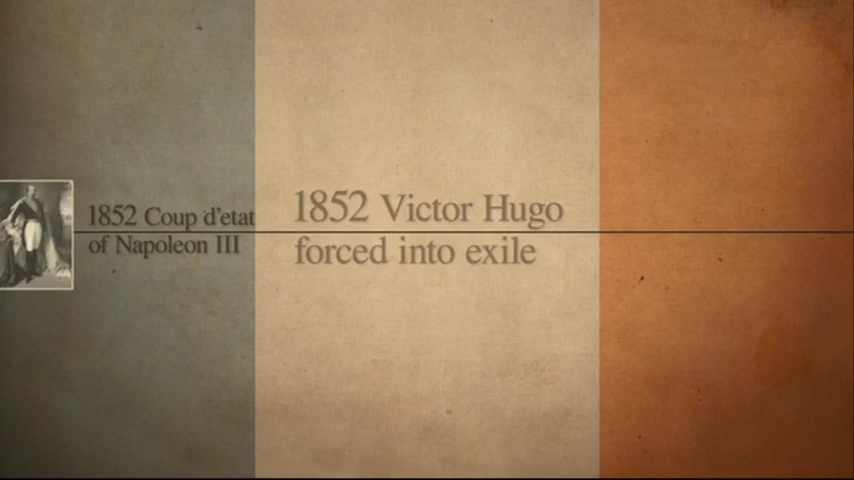 1852 Coup d'etat
of Napoleon III
1852 Victor Hugo
forced into exile